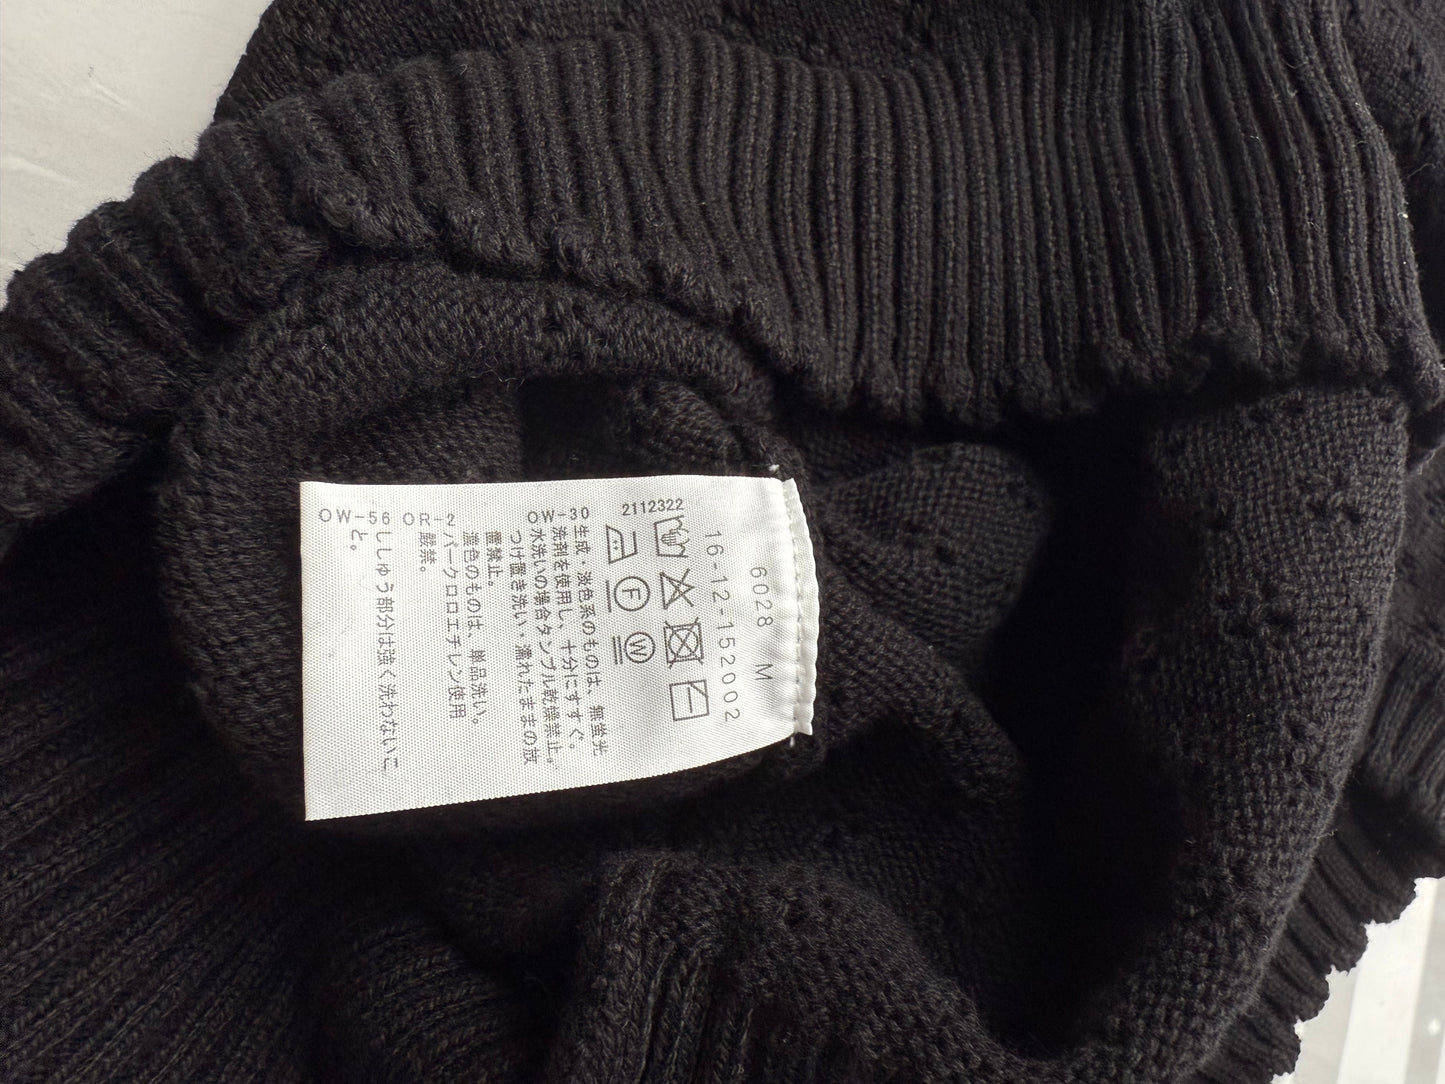 6028 M
16-12-152002
2112322
F
W
OW-30
生成・淡色系のものは、無蛍光
洗剤を使用し、十分にすすぐ。
水洗いの場合タンブル乾燥禁止。
つけ置き洗い・濡れたままの放
置禁止。
濃色のものは、単品洗い。
OR-2
パークロロエチレン使用
厳禁。
OW-56
ししゅう部分は強く洗わないこ
と。